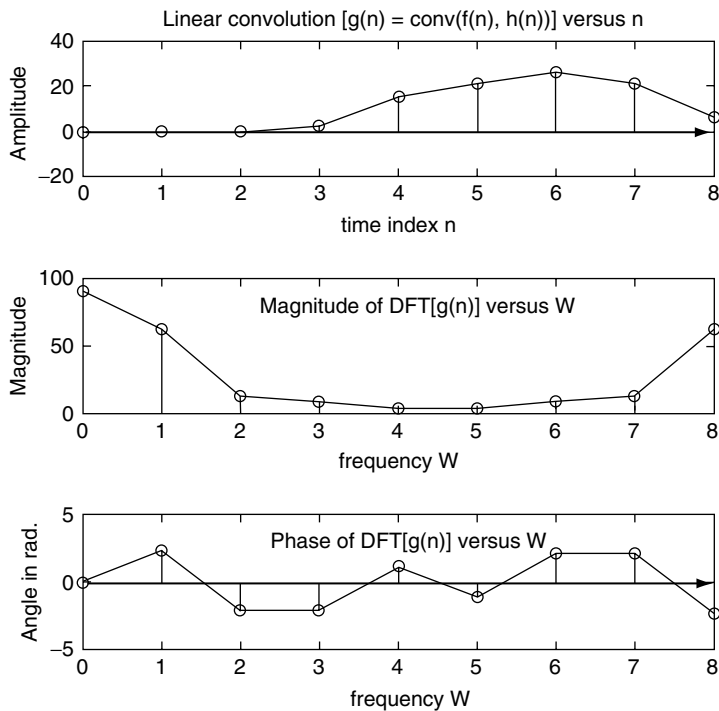 Linear convolution [g(n) = conv(f(n), h(n))] versus n
Amplitude
40
20
0
−20
0 1 2 3 4 5 6 7 8
time index n
Magnitude of DFT[g(n)] versus W
Magnitude
100
50
0
0 1 2 3 4 5 6 7 8
frequency W
Phase of DFT[g(n)] versus W
Angle in rad.
5
0
−5
0 1 2 3 4 5 6 7 8
frequency W